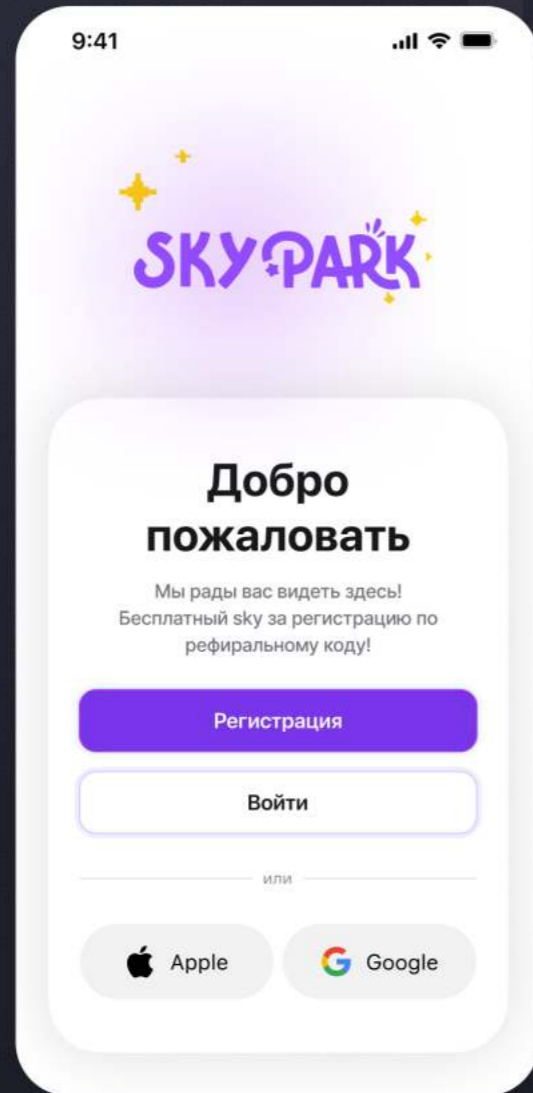 9:41
SKYPARK
Добро
пожаловать
Мы рады вас видеть здесь!
Бесплатный sky за регистрацию по
рефиральному коду!
Регистрация
Войти
или
Apple
Google